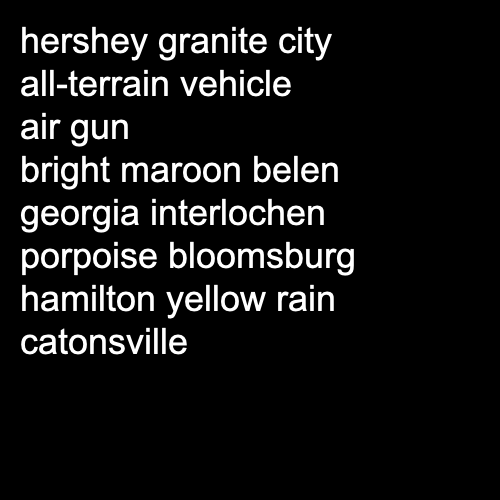 hershey granite city
all-terrain vehicle
air gun
bright maroon belen
georgia interlochen
porpoise bloomsburg
hamilton yellow rain
catonsville